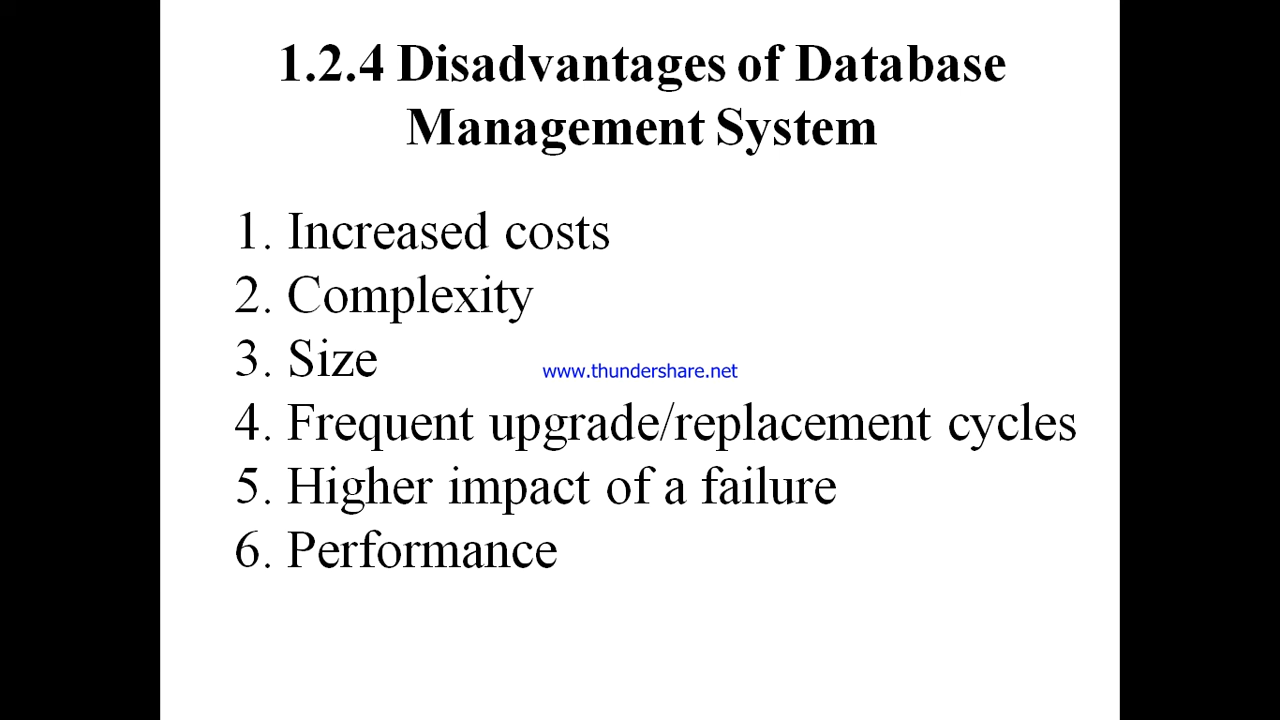 1.2.4 Disadvantages of Database
Management System
1. Increased costs
2. Complexity
3. Size
www.thundershare.net
4. Frequent upgrade/replacement cycles
5. Higher impact of a failure
6. Performance